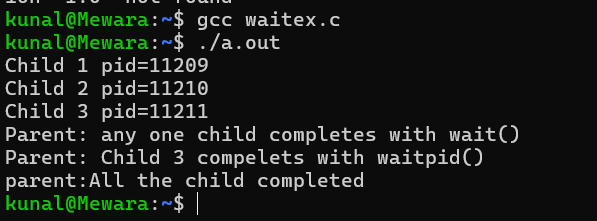 kunal@Mewara:~$ gcc waitex.c
kunal@Mewara:~$ ./a.out
Child 1 pid=11209
Child 2 pid=11210
Child 3 pid=11211
Parent: any one child completes with wait()
Parent: Child 3 compelets with waitpid()
parent:All the child completed
kunal@Mewara:~$